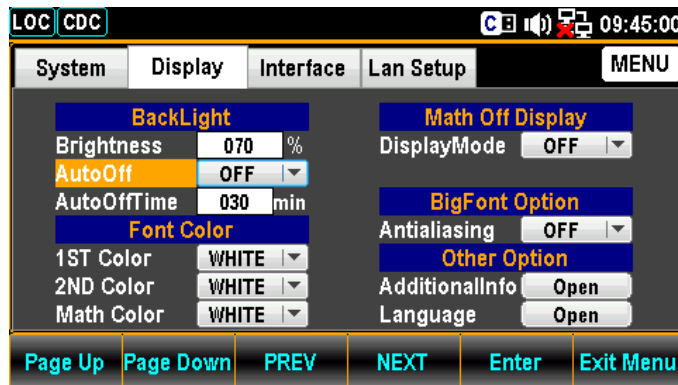 LOC CDC C 09:45:00
System Display Interface Lan Setup MENU
BackLight
Brightness 070 %
AutoOff OFF
AutoOffTime 030 min
Font Color
1ST Color WHITE
2ND Color WHITE
Math Color WHITE
Math Off Display
DisplayMode OFF
BigFont Option
Antialiasing OFF
Other Option
AdditionalInfo Open
Language Open
Page Up Page Down PREV NEXT Enter Exit Menu